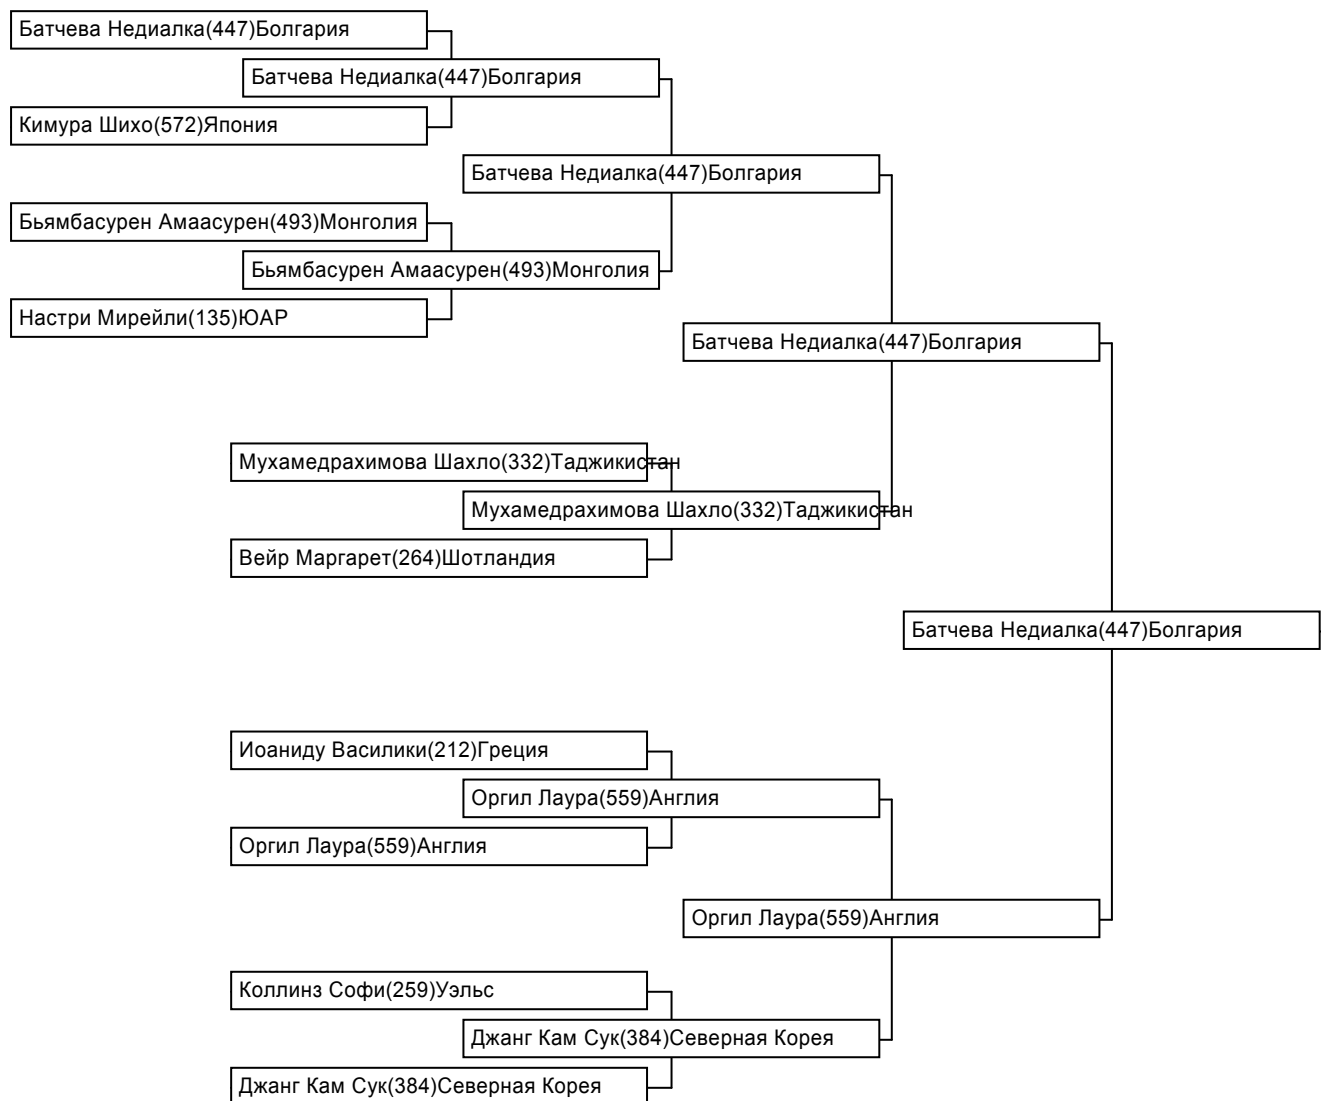 Батчева Недиалка(447)Болгария
Батчева Недиалка(447)Болгария
Кимура Шихо(572)Япония
Батчева Недиалка(447)Болгария
Бьямбасурен Амаасурен(493)Монголия
Бьямбасурен Амаасурен(493)Монголия
Настри Мирейли(135)ЮАР
Батчева Недиалка(447)Болгария
Мухамедрахимова Шахло(332)Таджикистан
Мухамедрахимова Шахло(332)Таджикистан
Вейр Маргарет(264)Шотландия
Батчева Недиалка(447)Болгария
Иоаниду Василики(212)Греция
Оргил Лаура(559)Англия
Оргил Лаура(559)Англия
Оргил Лаура(559)Англия
Коллинз Софи(259)Уэльс
Джанг Кам Сук(384)Северная Корея
Джанг Кам Сук(384)Северная Корея